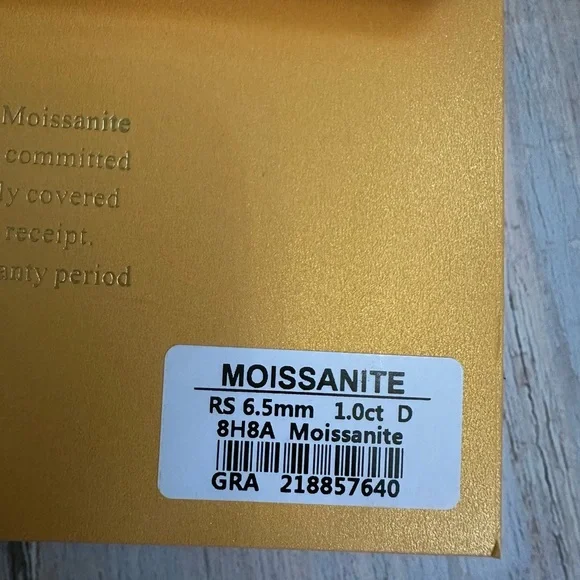 Moissanite
committed
ly covered
receipt.
anty period
MOISSANITE
RS 6.5mm 1.0ct D
8H8A Moissanite
GRA 218857640